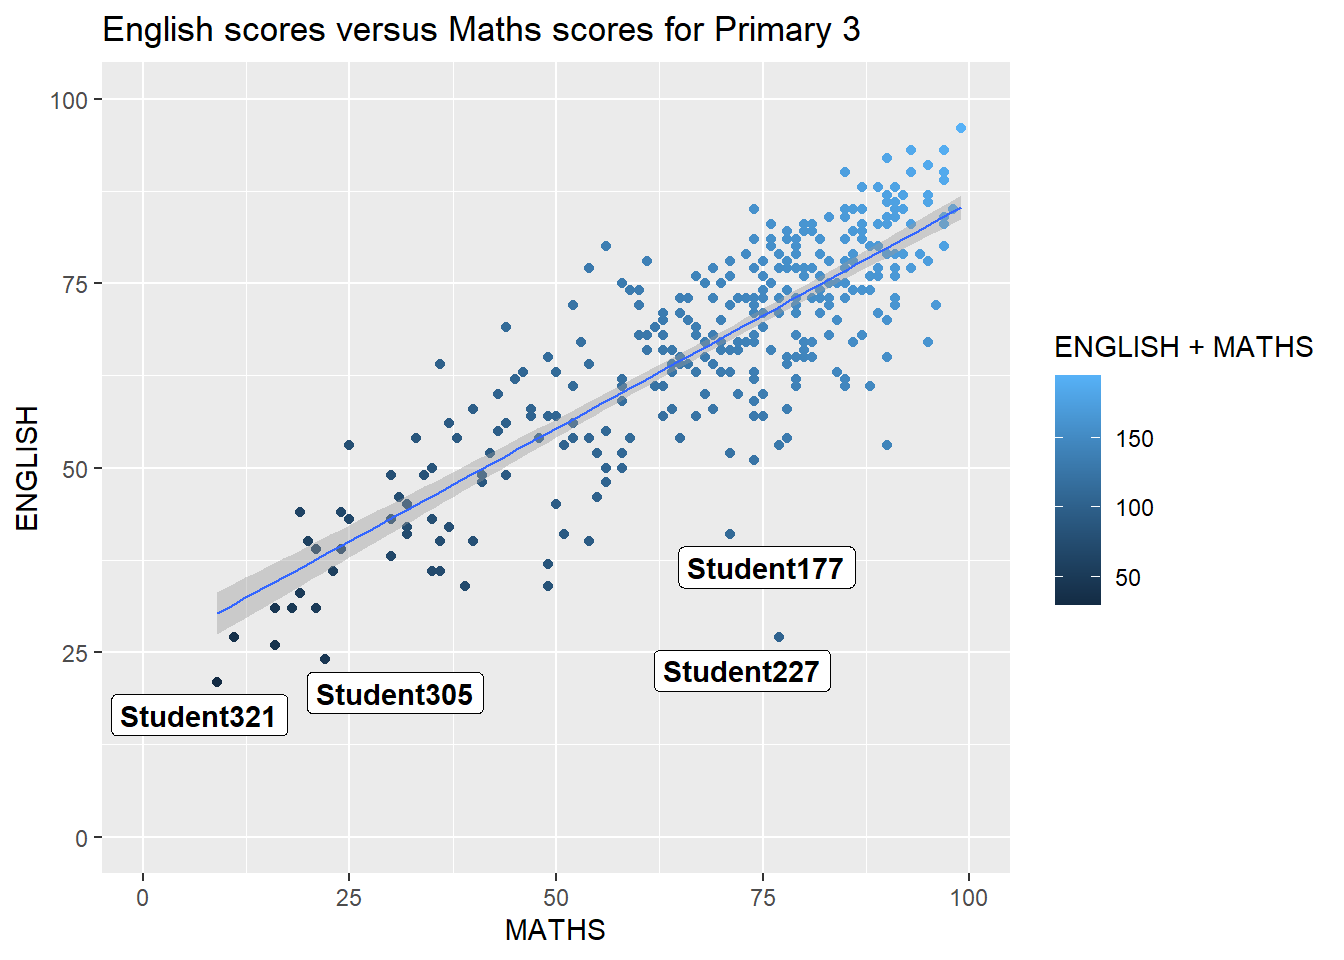 English scores versus Maths scores for Primary 3
100
75
50
25
0
ENGLISH
Student177
Student227
Student305
Student321
0 25 50 75 100
MATHS
ENGLISH + MATHS
150
100
50